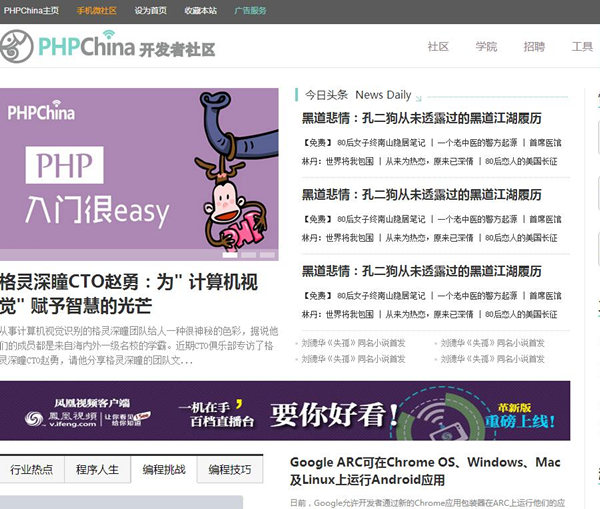 PHPChina主页 手机微社区 设为首页 收藏本站 广告服务
PHPChina 开发者社区
社区 学院 招聘 工具
PHPChina
PHP
入门很easy
PHP
格灵深瞳CTO赵勇：为" 计算机视
觉" 赋予智慧的光芒
从事计算机视觉识别的格灵深瞳团队给人一种很神秘的色彩，据说他
们的成员都是来自海内外一级名校的学霸。近期CTO俱乐部专访了格
灵深瞳CTO赵勇，请他分享格灵深瞳的团队文...
今日头条 News Daily
黑道悲情：孔二狗从未透露过的黑道江湖历履
【免费】 80后女子终南山隐居笔记 | 一个老中医的警方起源 | 首席医馆
林丹：世界将我包围 | 从来为热恋，原来已深情 | 80后恋人的美国长征
黑道悲情：孔二狗从未透露过的黑道江湖历履
【免费】 80后女子终南山隐居笔记 | 一个老中医的警方起源 | 首席医馆
林丹：世界将我包围 | 从来为热恋，原来已深情 | 80后恋人的美国长征
黑道悲情：孔二狗从未透露过的黑道江湖历履
【免费】 80后女子终南山隐居笔记 | 一个老中医的警方起源 | 首席医馆
林丹：世界将我包围 | 从来为热恋，原来已深情 | 80后恋人的美国长征
刘德华《失孤》同名小说首发 刘德华《失孤》同名小说首发
刘德华《失孤》同名小说首发 刘德华《失孤》同名小说首发
凤凰视频客户端
凤凰视频 v.ifeng.com 让你看见 给你知道
一机在手，
百档直播台
要你好看！
革新版
重磅上线！
行业热点 程序人生 编程挑战 编程技巧
Google ARC可在Chrome OS、Windows、Mac
及Linux上运行Android应用
日前，Google允许开发者通过新的Chrome应用包装器在ARC上运行他们的应